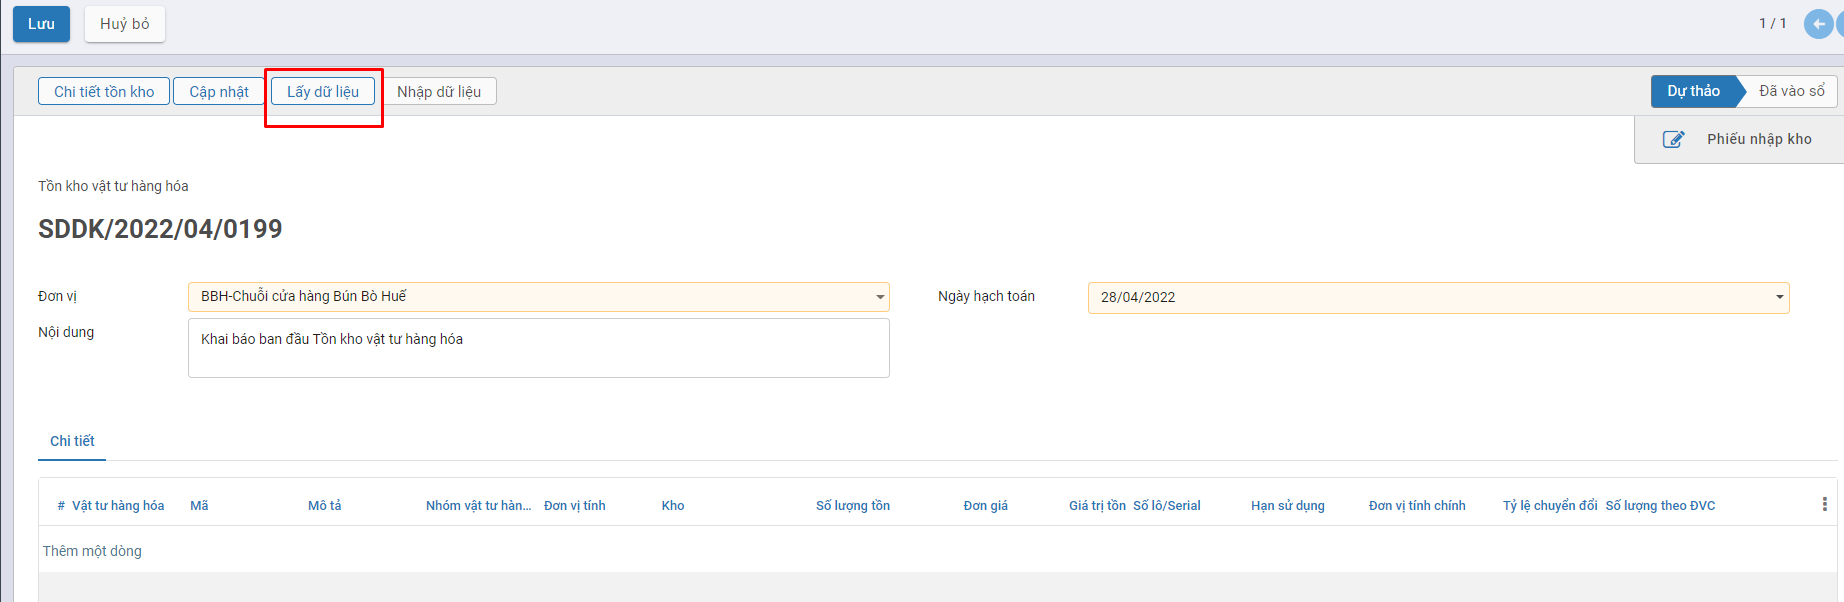 Lưu Huỷ bỏ 1 / 1
Chi tiết tồn kho Cập nhật Lấy dữ liệu Nhập dữ liệu Dự thảo Đã vào sổ
Phiếu nhập kho
Tồn kho vật tư hàng hóa
SDDK/2022/04/0199
Đơn vị BBH-Chuỗi cửa hàng Bún Bò Huế Ngày hạch toán 28/04/2022
Nội dung Khai báo ban đầu Tồn kho vật tư hàng hóa
Chi tiết
# Vật tư hàng hóa Mã Mô tả Nhóm vật tư hàn... Đơn vị tính Kho Số lượng tồn Đơn giá Giá trị tồn Số lô/Serial Hạn sử dụng Đơn vị tính chính Tỷ lệ chuyển đổi Số lượng theo ĐVC
Thêm một dòng